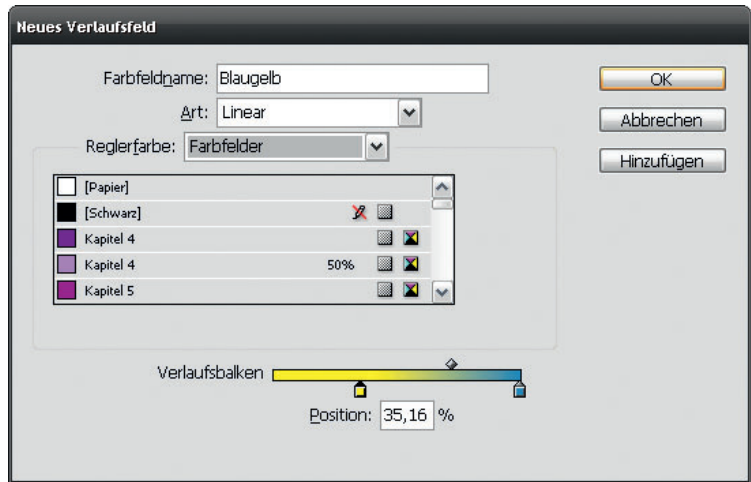 Neues Verlaufsfeld
Farbfeldname: Blaugelb
OK
Art: Linear
Abbrechen
Reglerfarbe: Farbfelder
Hinzufügen
[Papier]
[Schwarz]
Kapitel 4
Kapitel 4 50%
Kapitel 5
Verlaufsbalken
Position: 35,16 %